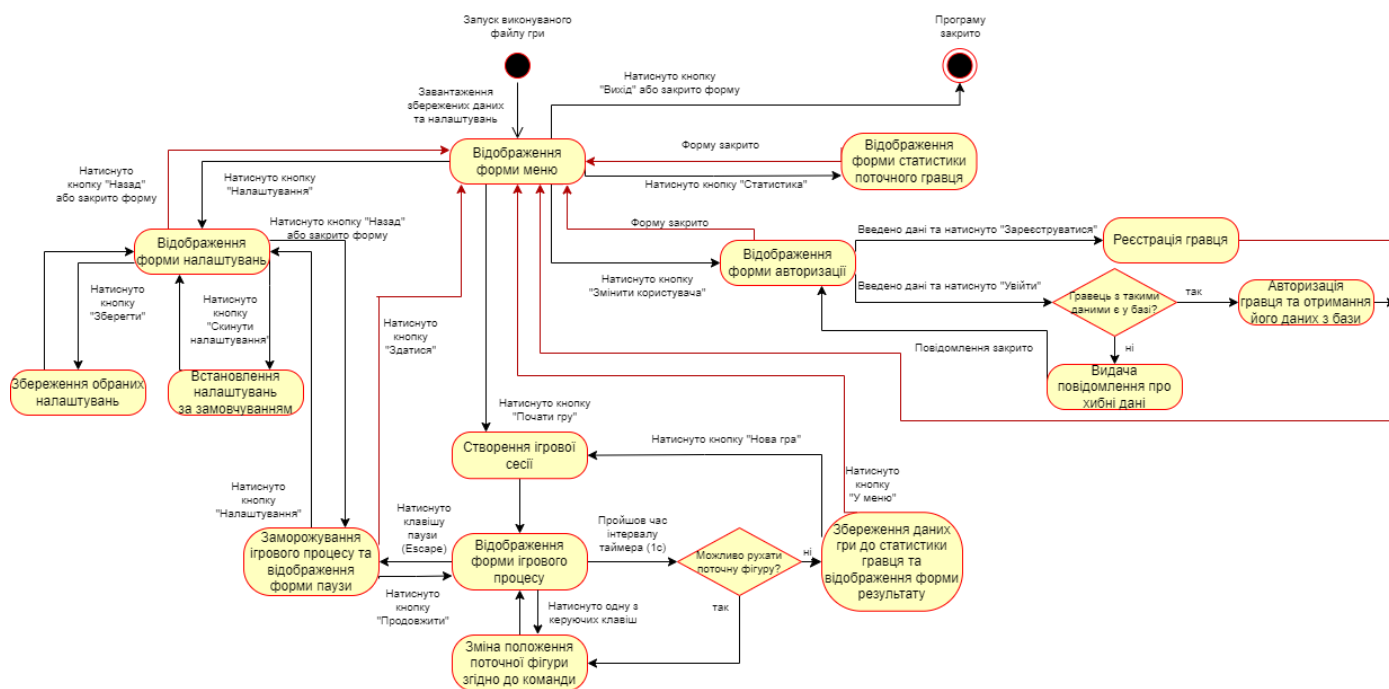 Запуск виконуваного
файлу гри
Програму
закрито
Натиснуто кнопку
"Вихід" або закрито форму
Завантаження
збережених даних
та налаштувань
Відображення
форми меню
Форму закрито
Відображення
форми статистики
поточного гравця
Натиснуто кнопку "Статистика"
Натиснуто
кнопку "Назад"
або закрито форму
Натиснуто
кнопку
"Налаштування"
Натиснуто кнопку "Назад"
або закрито форму
Відображення
форми налаштувань
Форму закрито
Відображення
форми авторизації
Натиснуто кнопку
"Змінити користувача"
Введено дані та натиснуто "Зареєструватися"
Реєстрація гравця
Введено дані та натиснуто "Увійти"
Гравець з такими
даними є у базі?
так
Авторизація
гравця та отримання
його даних з бази
ні
Повідомлення закрито
Видача
повідомлення про
хибні дані
Натиснуто
кнопку
"Зберегти"
Натиснуто
кнопку
"Скинути
налаштування"
Збереження обраних
налаштувань
Встановлення
налаштувань
за замовчуванням
Натиснуто
кнопку
"Здатися"
Натиснуто кнопку
"Почати гру"
Створення ігрової
сесії
Натиснуто кнопку "Нова гра"
Натиснуто
кнопку
"У меню"
Натиснуто
кнопку
"Налаштування"
Заморожування
ігрового процесу та
відображення
форми паузи
Натиснуто
клавішу
паузи
(Escape)
Натиснуто
кнопку
"Продовжити"
Відображення
форми ігрового
процесу
Пройшов час
інтервалу
таймера (1с)
Можливо рухати
поточну фігуру?
ні
так
Збереження даних
гри до статистики
гравця та
відображення форми
результату
Натиснуто одну з
керуючих клавіш
Зміна положення
поточної фігури
згідно до команди